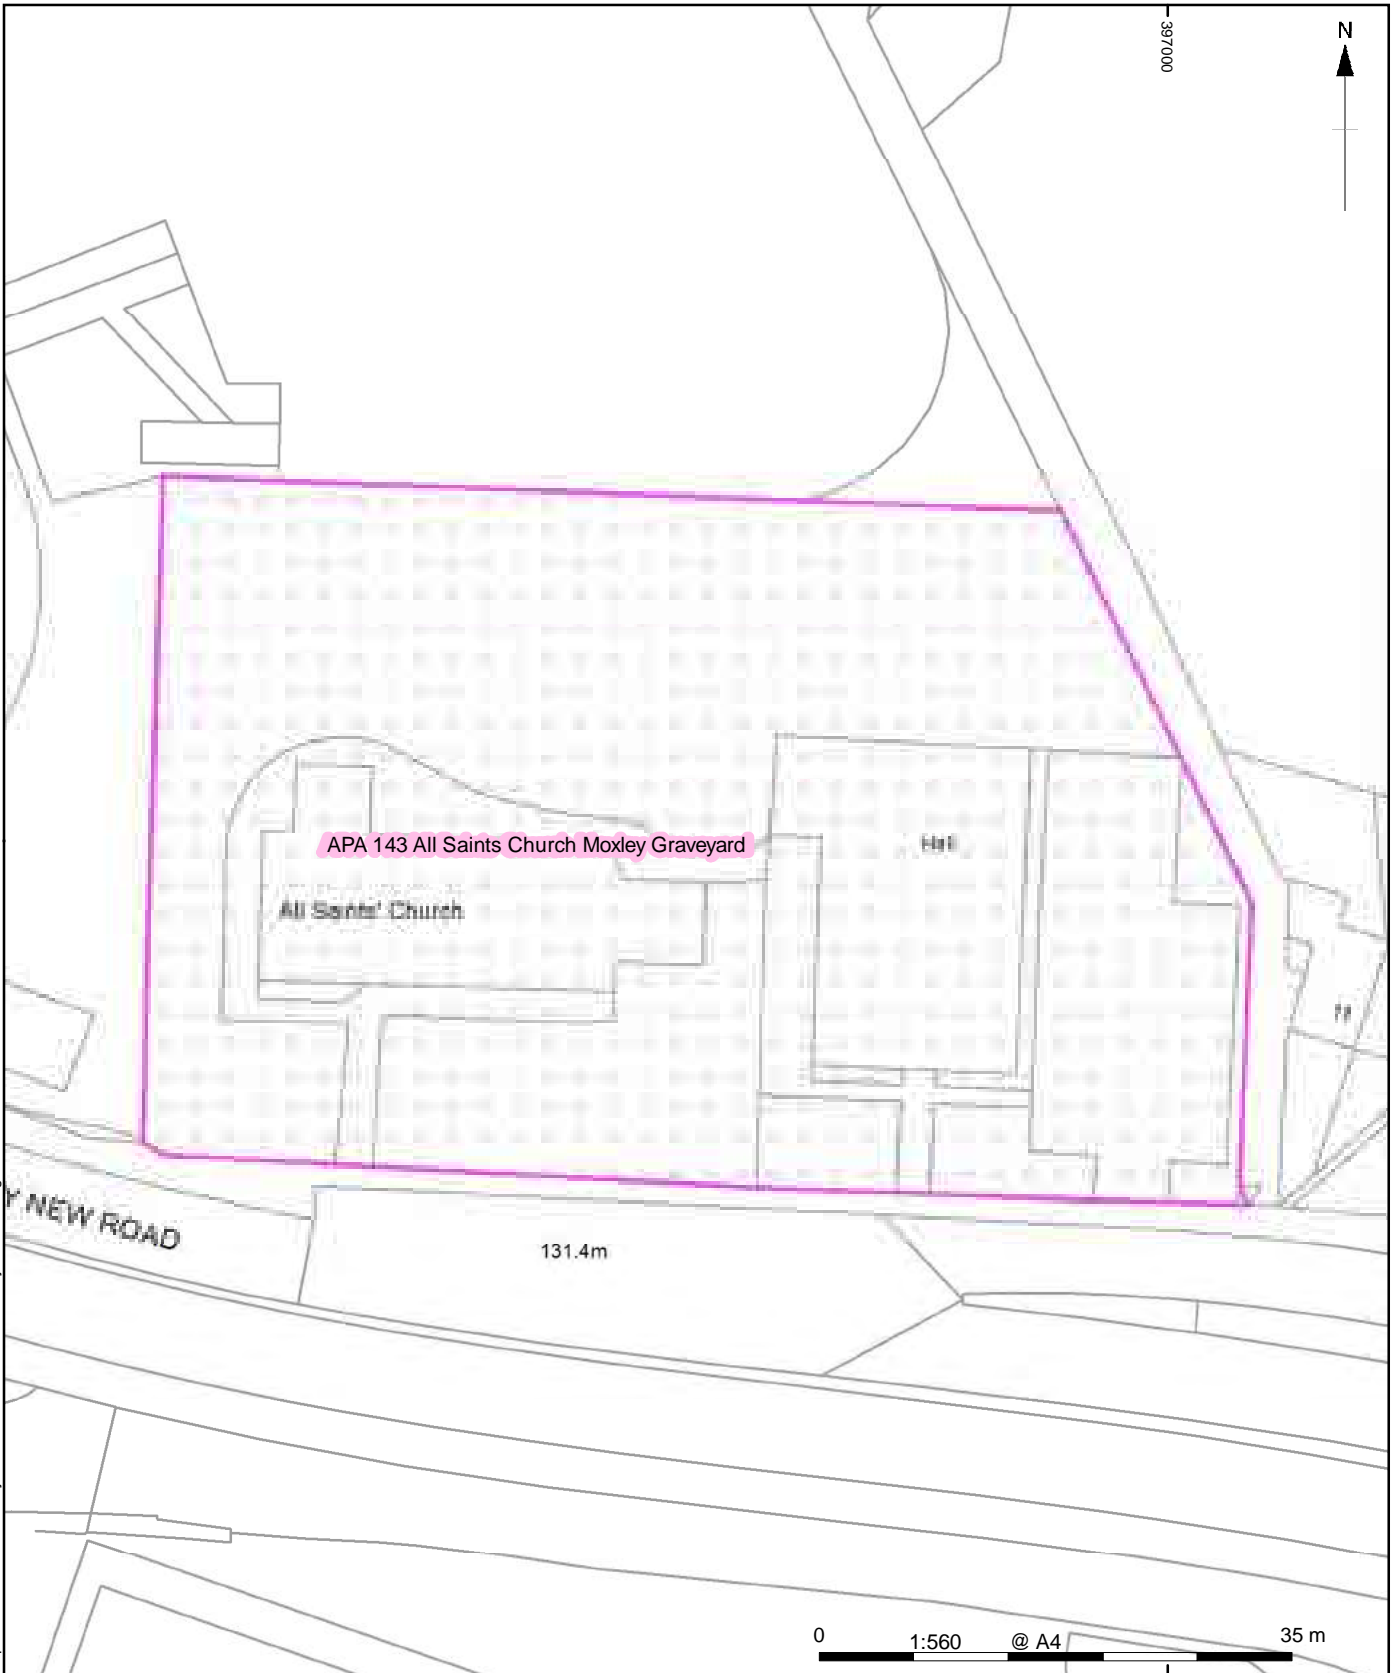 397000
N
APA 143 All Saints Church Moxley Graveyard
Hall
All Saints' Church
11
Y NEW ROAD
131.4m
0 1:560 @ A4 35 m